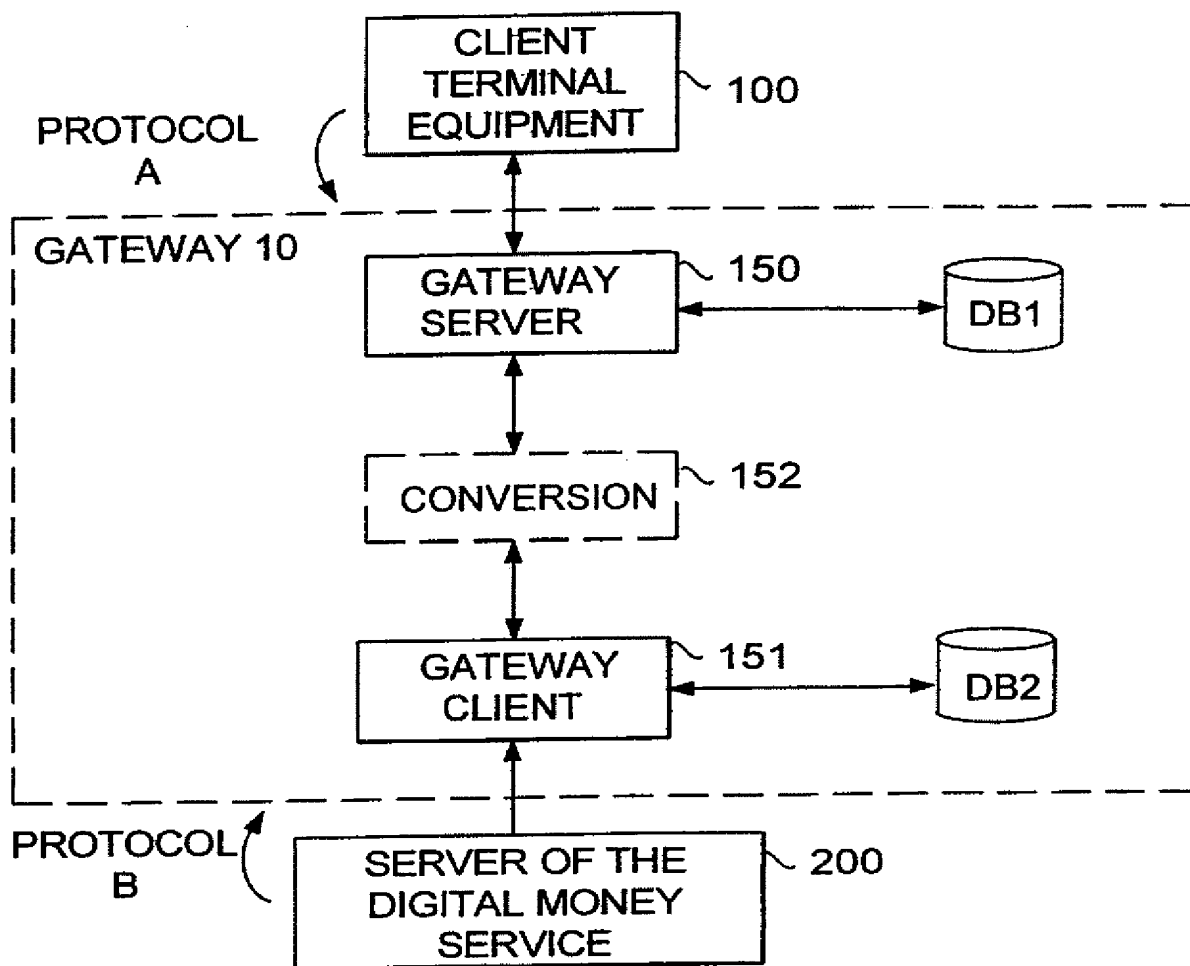 CLIENT
TERMINAL
EQUIPMENT
100
PROTOCOL
A
GATEWAY 10
GATEWAY
SERVER
150
DB1
CONVERSION
152
GATEWAY
CLIENT
151
DB2
PROTOCOL
B
SERVER OF THE
DIGITAL MONEY
SERVICE
200